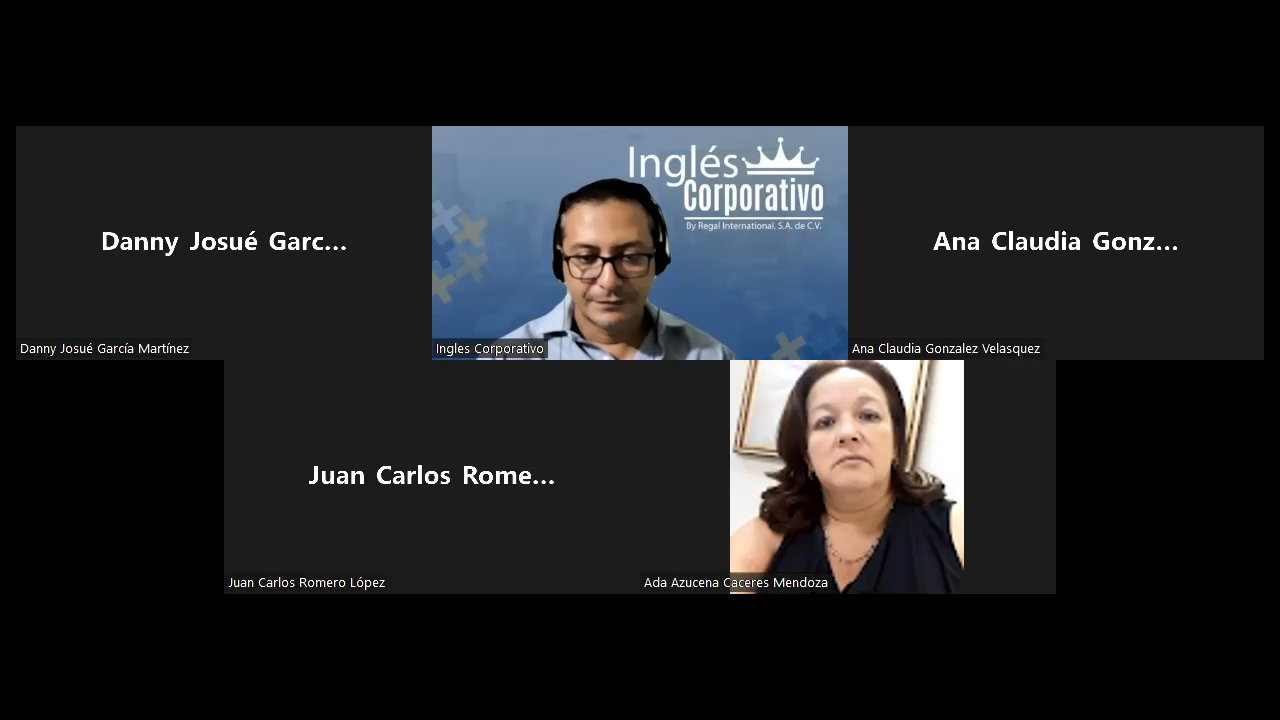 Danny Josué Garc...
Danny Josué García Martínez
Inglés
Corporativo
By Regal International, S.A. de C.V.
Ingles Corporativo
Ana Claudia Gonz...
Ana Claudia Gonzalez Velasquez
Juan Carlos Rome...
Juan Carlos Romero López
Ada Azucena Caceres Mendoza